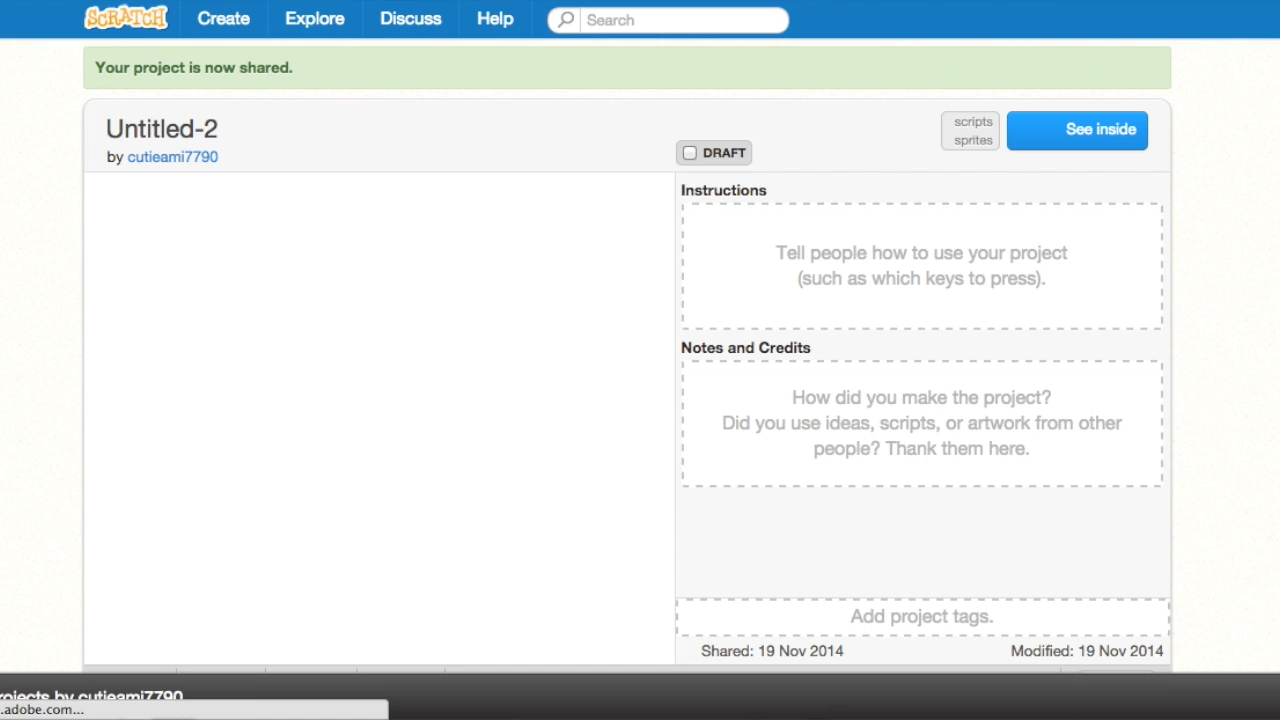 SCRATCH Create Explore Discuss Help Search
Your project is now shared.
Untitled-2
by cutieami7790
scripts
sprites
See inside
DRAFT
Instructions
Tell people how to use your project
(such as which keys to press).
Notes and Credits
How did you make the project?
Did you use ideas, scripts, or artwork from other
people? Thank them here.
Add project tags.
Shared: 19 Nov 2014 Modified: 19 Nov 2014
by cutieami7790
.adobe.com...